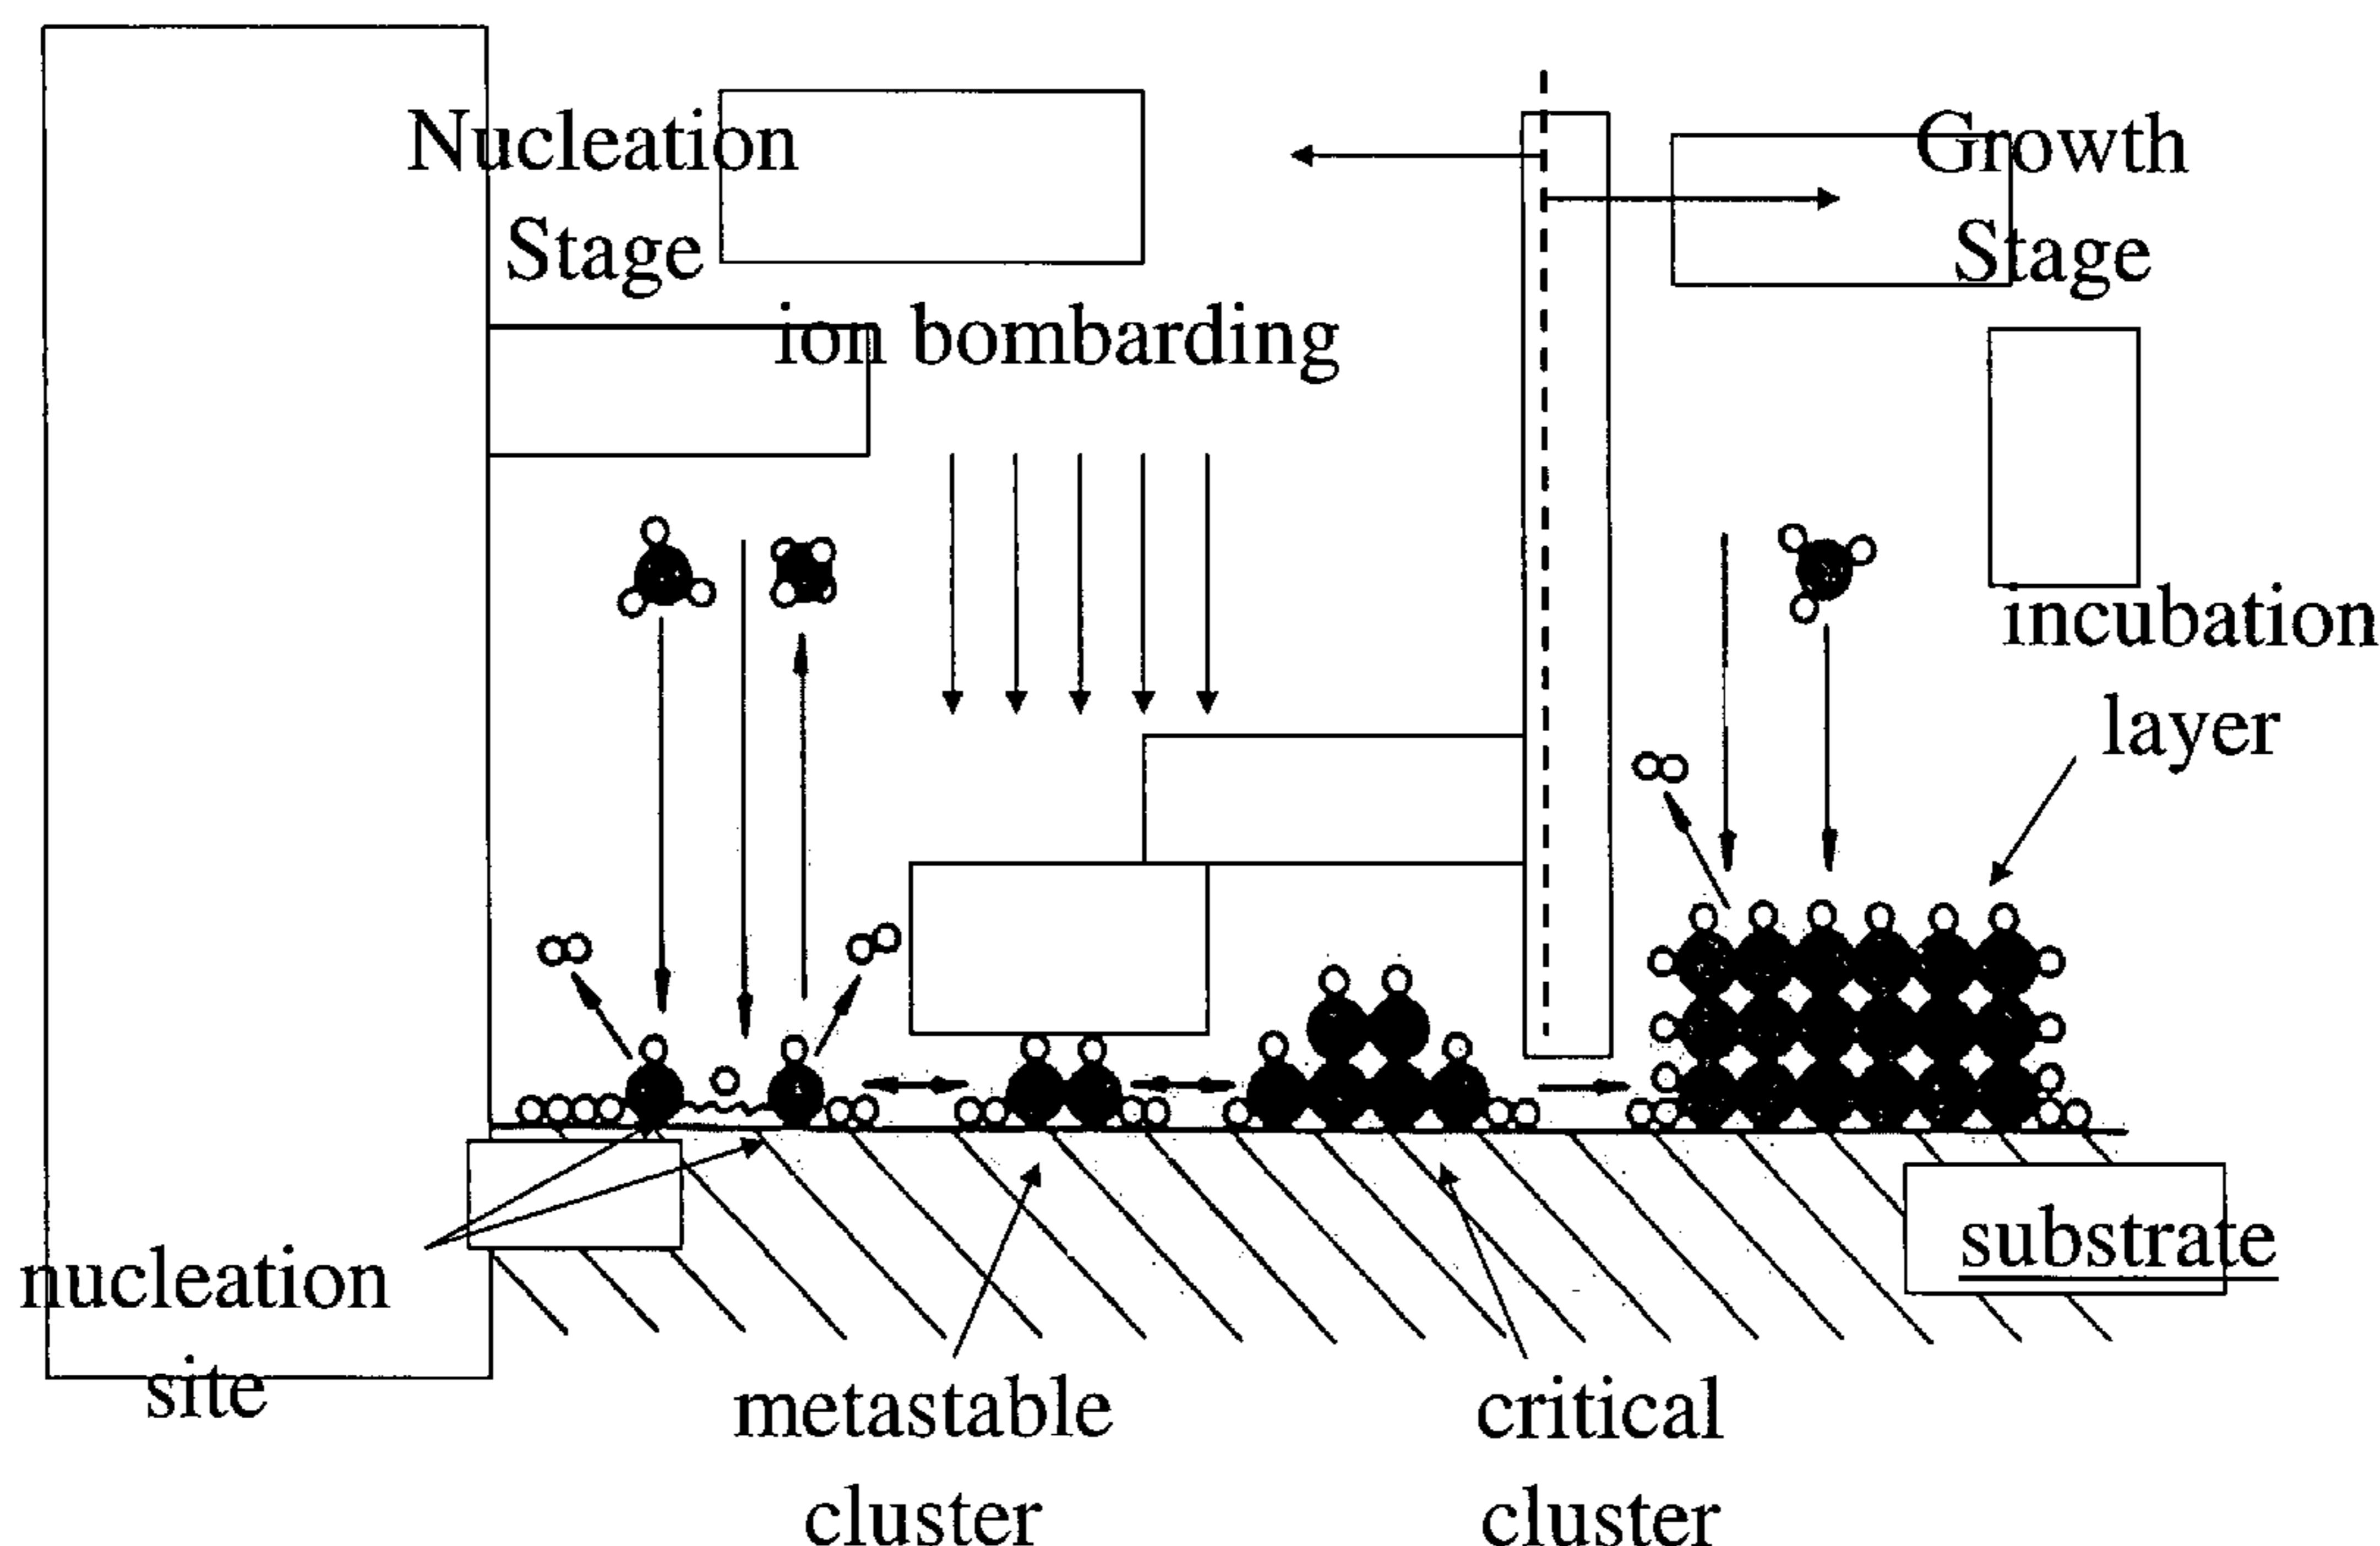 Nucleation
Stage
Growth
Stage
ion bombarding
incubation
layer
substrate
nucleation
site
metastable
cluster
critical
cluster